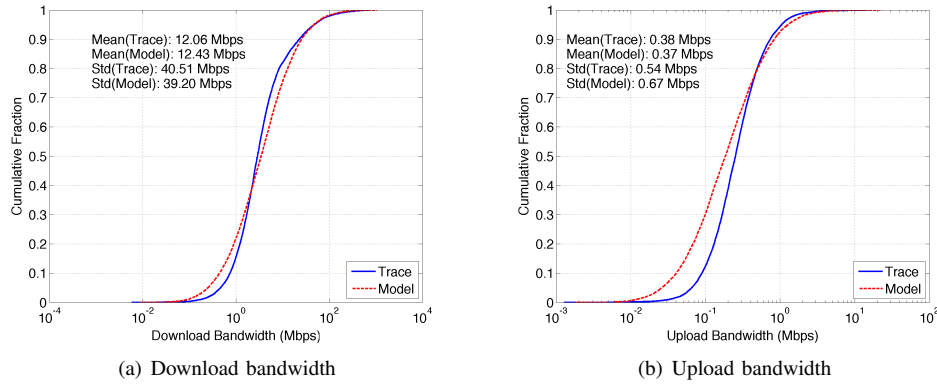 1
0.9
0.8
0.7
0.6
0.5
0.4
0.3
0.2
0.1
0
Cumulative Fraction
Mean(Trace): 12.06 Mbps
Mean(Model): 12.43 Mbps
Std(Trace): 40.51 Mbps
Std(Model): 39.20 Mbps
Trace
Model
10^-4 10^-2 10^0 10^2 10^4
Download Bandwidth (Mbps)
(a) Download bandwidth
1
0.9
0.8
0.7
0.6
0.5
0.4
0.3
0.2
0.1
0
Cumulative Fraction
Mean(Trace): 0.38 Mbps
Mean(Model): 0.37 Mbps
Std(Trace): 0.54 Mbps
Std(Model): 0.67 Mbps
Trace
Model
10^-3 10^-2 10^-1 10^0 10^1 10^2
Upload Bandwidth (Mbps)
(b) Upload bandwidth